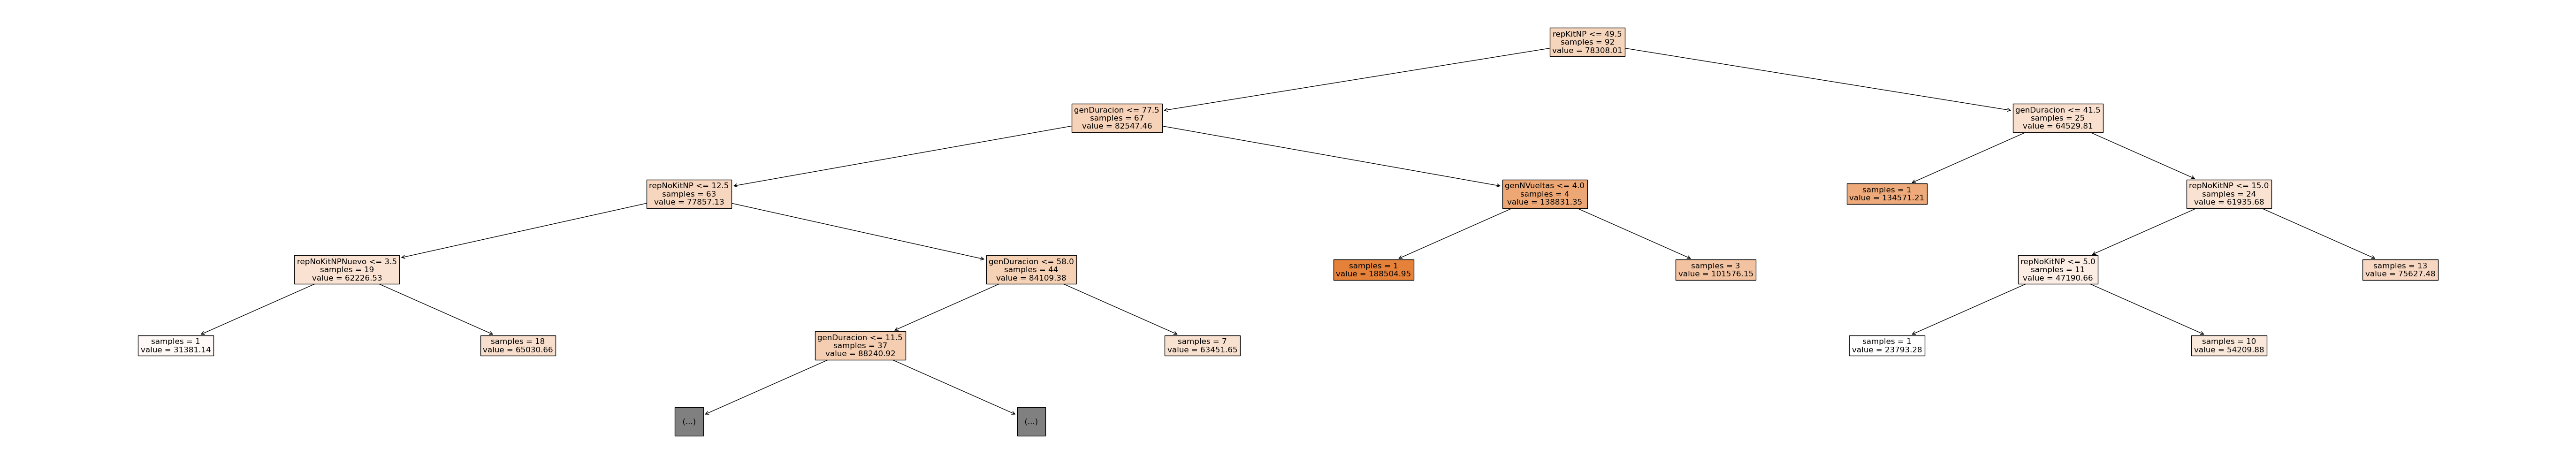 repKitNP <= 49.5
samples = 92
value = 78308.01
genDuracion <= 77.5
samples = 67
value = 82547.46
genDuracion <= 41.5
samples = 25
value = 64529.81
repNoKitNP <= 12.5
samples = 63
value = 77857.13
genNVueltas <= 4.0
samples = 4
value = 138831.35
samples = 1
value = 134571.21
repNoKitNP <= 15.0
samples = 24
value = 61935.68
repNoKitNPNuevo <= 3.5
samples = 19
value = 62226.53
genDuracion <= 58.0
samples = 44
value = 84109.38
samples = 1
value = 188504.95
samples = 3
value = 101576.15
repNoKitNP <= 5.0
samples = 11
value = 47190.66
samples = 13
value = 75627.48
samples = 1
value = 31381.14
samples = 18
value = 65030.66
genDuracion <= 11.5
samples = 37
value = 88240.92
samples = 7
value = 63451.65
samples = 1
value = 23793.28
samples = 10
value = 54209.88
(...)
(...)